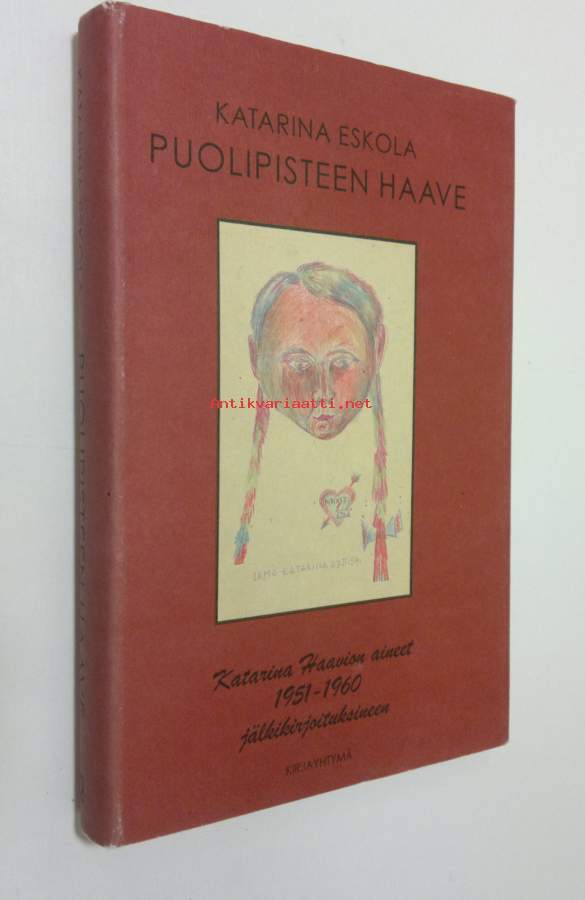 KATARINA ESKOLA
PUOLIPISTEEN HAAVE
Antikvariaatti.net
Katarina Haavion aineet
1951-1960
jälkikirjoituksineen
KIRJAYHTYMÄ